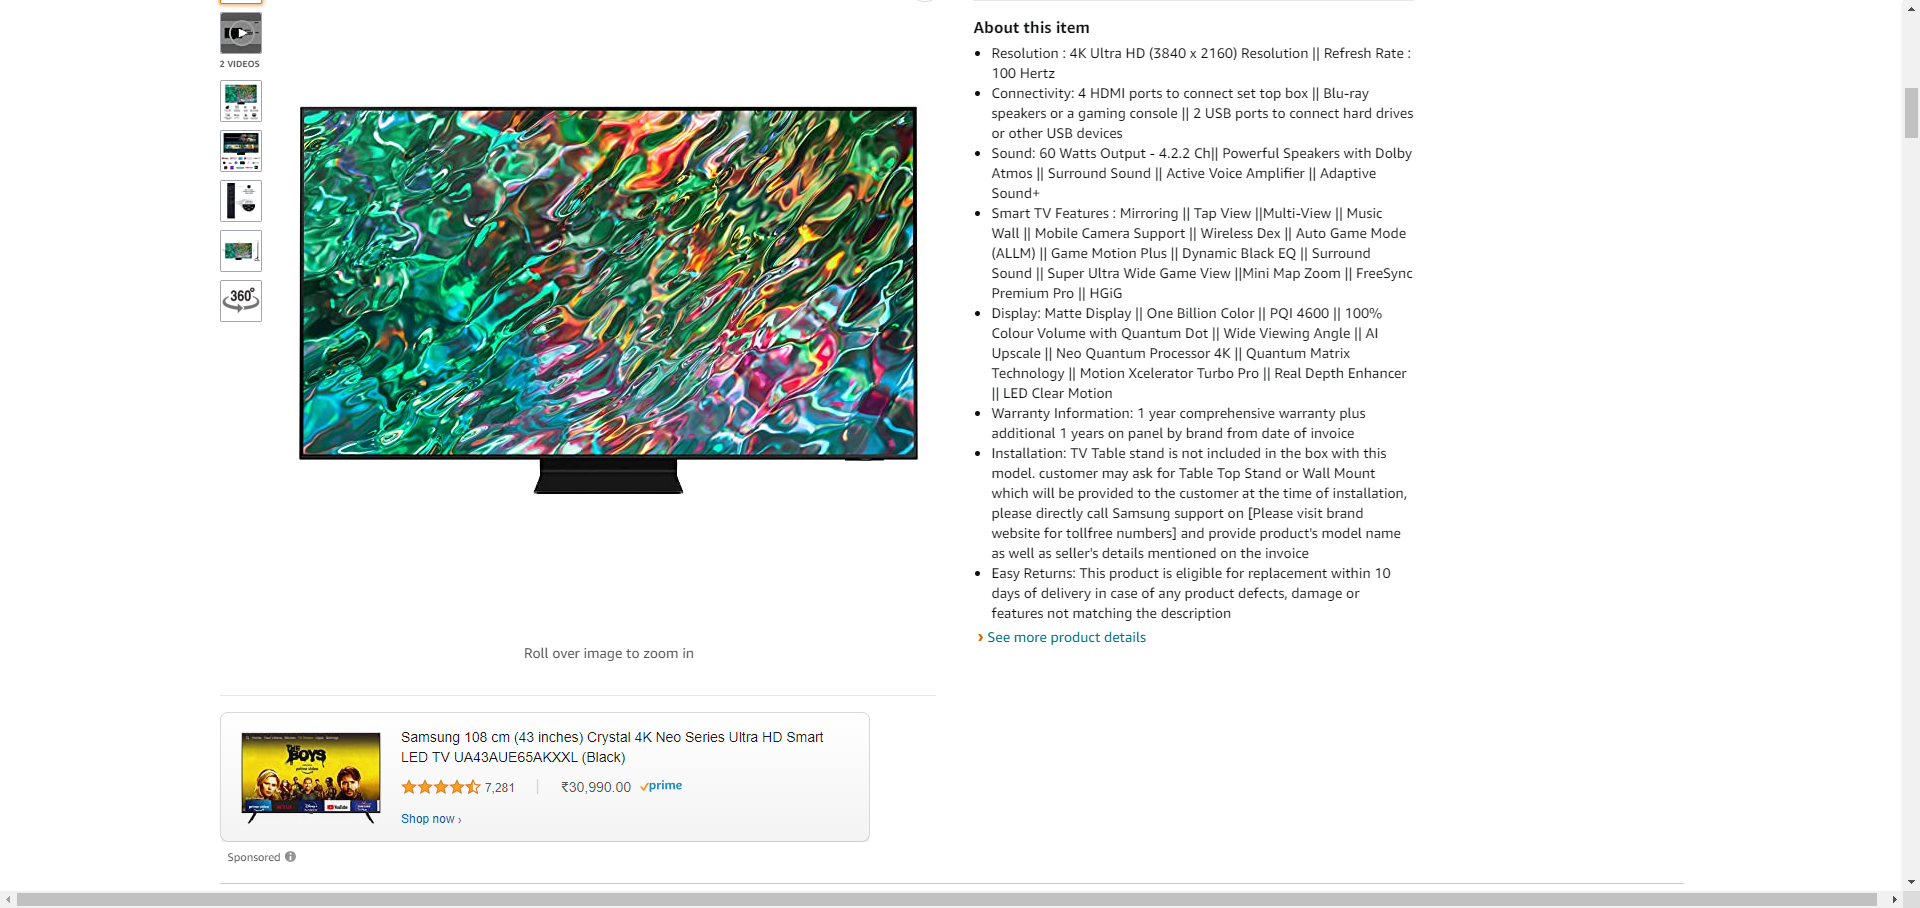 2 VIDEOS
360°
Roll over image to zoom in
About this item
Resolution : 4K Ultra HD (3840 x 2160) Resolution || Refresh Rate :
100 Hertz
Connectivity: 4 HDMI ports to connect set top box || Blu-ray
speakers or a gaming console || 2 USB ports to connect hard drives
or other USB devices
Sound: 60 Watts Output - 4.2.2 Ch|| Powerful Speakers with Dolby
Atmos || Surround Sound || Active Voice Amplifier || Adaptive
Sound+
Smart TV Features : Mirroring || Tap View ||Multi-View || Music
Wall || Mobile Camera Support || Wireless Dex || Auto Game Mode
(ALLM) || Game Motion Plus || Dynamic Black EQ || Surround
Sound || Super Ultra Wide Game View ||Mini Map Zoom || FreeSync
Premium Pro || HGiG
Display: Matte Display || One Billion Color || PQI 4600 || 100%
Colour Volume with Quantum Dot || Wide Viewing Angle || AI
Upscale || Neo Quantum Processor 4K || Quantum Matrix
Technology || Motion Xcelerator Turbo Pro || Real Depth Enhancer
|| LED Clear Motion
Warranty Information: 1 year comprehensive warranty plus
additional 1 years on panel by brand from date of invoice
Installation: TV Table stand is not included in the box with this
model. customer may ask for Table Top Stand or Wall Mount
which will be provided to the customer at the time of installation,
please directly call Samsung support on [Please visit brand
website for tollfree numbers] and provide product's model name
as well as seller's details mentioned on the invoice
Easy Returns: This product is eligible for replacement within 10
days of delivery in case of any product defects, damage or
features not matching the description
› See more product details
THE BOYS
prime video
YouTube
Samsung 108 cm (43 inches) Crystal 4K Neo Series Ultra HD Smart
LED TV UA43AUE65AKXXL (Black)
7,281 | ₹30,990.00 prime
Shop now ›
Sponsored